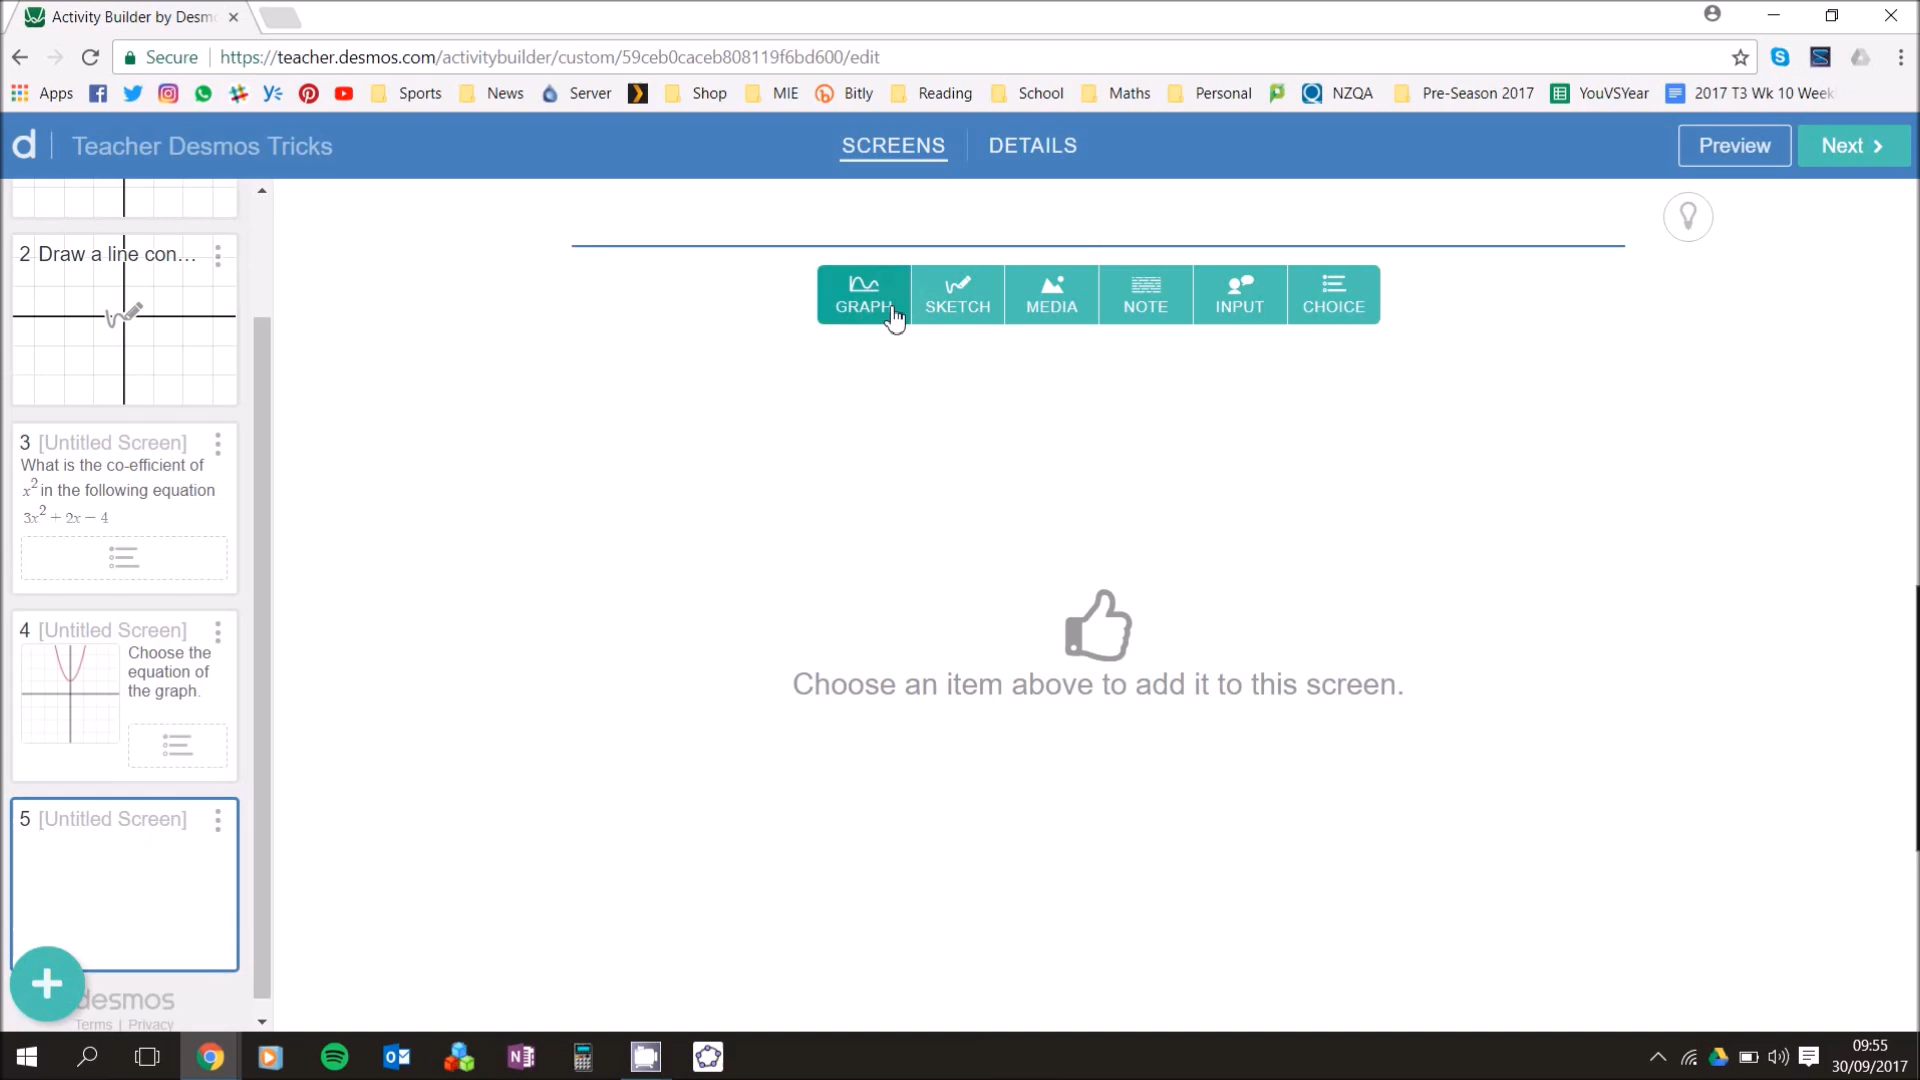 Activity Builder by Desm
Secure
https://teacher.desmos.com/activitybuilder/custom/59ceb0caceb808119f6bd600/edit
Apps Sports News Server Shop MIE Bitly Reading School Maths Personal NZQA Pre-Season 2017 YouVSYear 2017 T3 Wk 10 Week
d Teacher Desmos Tricks SCREENS DETAILS Preview Next
GRAPH SKETCH MEDIA NOTE INPUT CHOICE
Choose an item above to add it to this screen.
2 Draw a line con...
3 [Untitled Screen]
What is the co-efficient of
x² in the following equation
3x² + 2x − 4
4 [Untitled Screen]
Choose the
equation of
the graph.
5 [Untitled Screen]
desmos
Terms | Privacy
09:55
30/09/2017